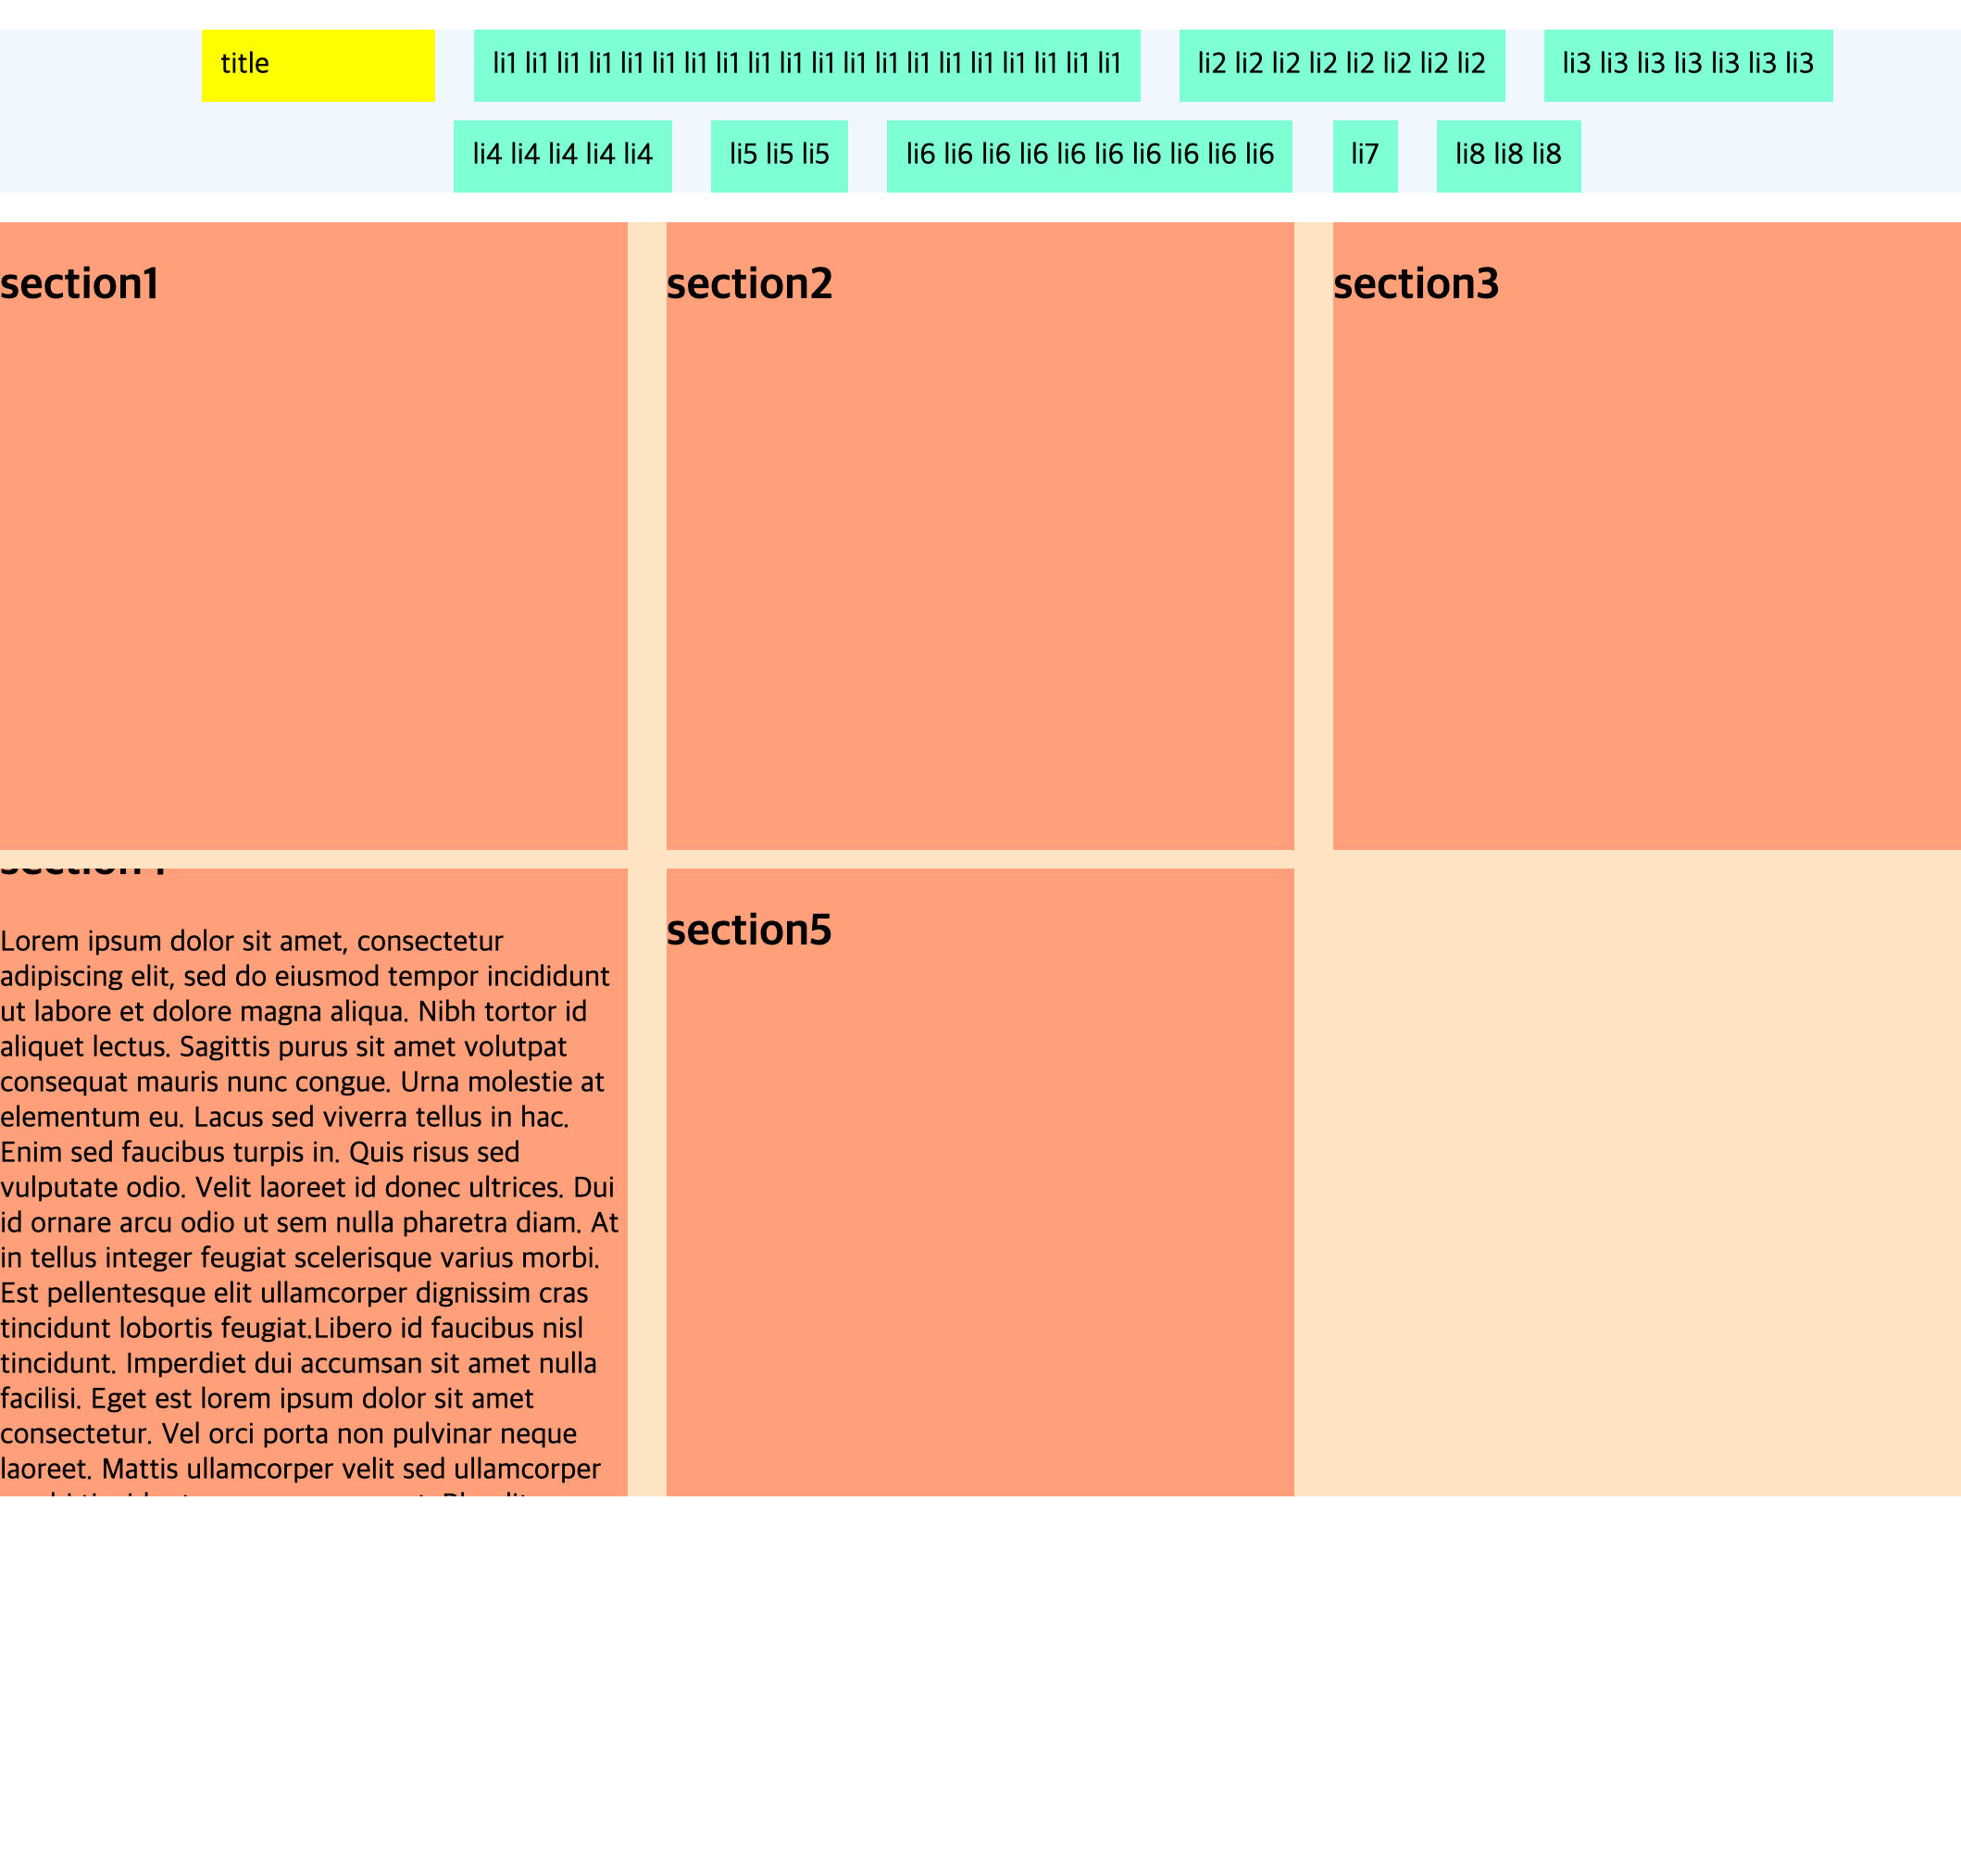 title
li1 li1 li1 li1 li1 li1 li1 li1 li1 li1 li1 li1 li1 li1 li1 li1 li1 li1 li1 li1
li2 li2 li2 li2 li2 li2 li2 li2
li3 li3 li3 li3 li3 li3 li3
li4 li4 li4 li4 li4
li5 li5 li5
li6 li6 li6 li6 li6 li6 li6 li6 li6 li6
li7
li8 li8 li8
section1
section2
section3
Lorem ipsum dolor sit amet, consectetur
adipiscing elit, sed do eiusmod tempor incididunt
ut labore et dolore magna aliqua. Nibh tortor id
aliquet lectus. Sagittis purus sit amet volutpat
consequat mauris nunc congue. Urna molestie at
elementum eu. Lacus sed viverra tellus in hac.
Enim sed faucibus turpis in. Quis risus sed
vulputate odio. Velit laoreet id donec ultrices. Dui
id ornare arcu odio ut sem nulla pharetra diam. At
in tellus integer feugiat scelerisque varius morbi.
Est pellentesque elit ullamcorper dignissim cras
tincidunt lobortis feugiat.Libero id faucibus nisl
tincidunt. Imperdiet dui accumsan sit amet nulla
facilisi. Eget est lorem ipsum dolor sit amet
consectetur. Vel orci porta non pulvinar neque
laoreet. Mattis ullamcorper velit sed ullamcorper
section5